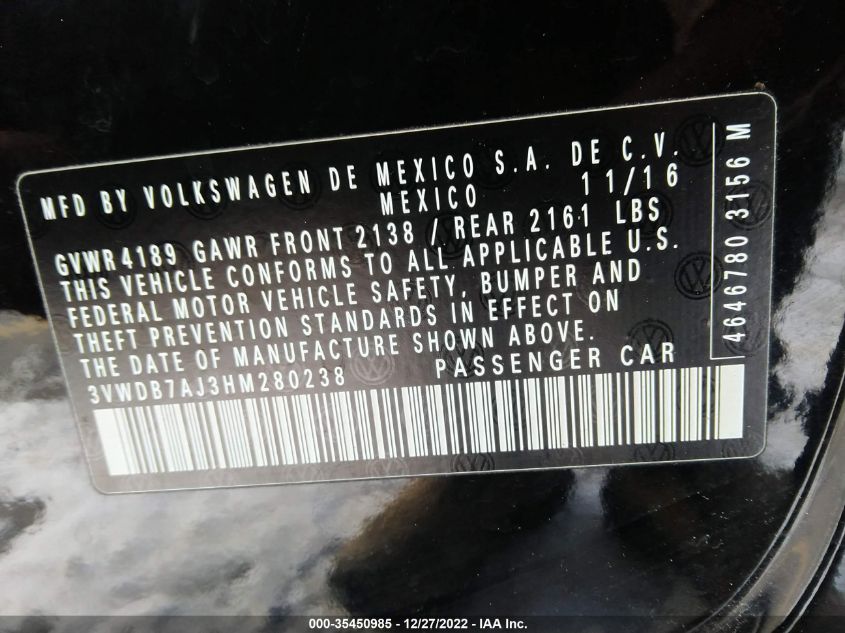 MFD BY VOLKSWAGEN DE MEXICO S.A. DE C.V.
MEXICO 11/16
GVWR 4189 GAWR FRONT 2138 / REAR 2161 LBS
THIS VEHICLE CONFORMS TO ALL APPLICABLE U.S.
FEDERAL MOTOR VEHICLE SAFETY, BUMPER AND
THEFT PREVENTION STANDARDS IN EFFECT ON
THE DATE OF MANUFACTURE SHOWN ABOVE.
3VWDB7AJ3HM280238 PASSENGER CAR
4646780 3156 M
000-35450985 - 12/27/2022 - IAA Inc.